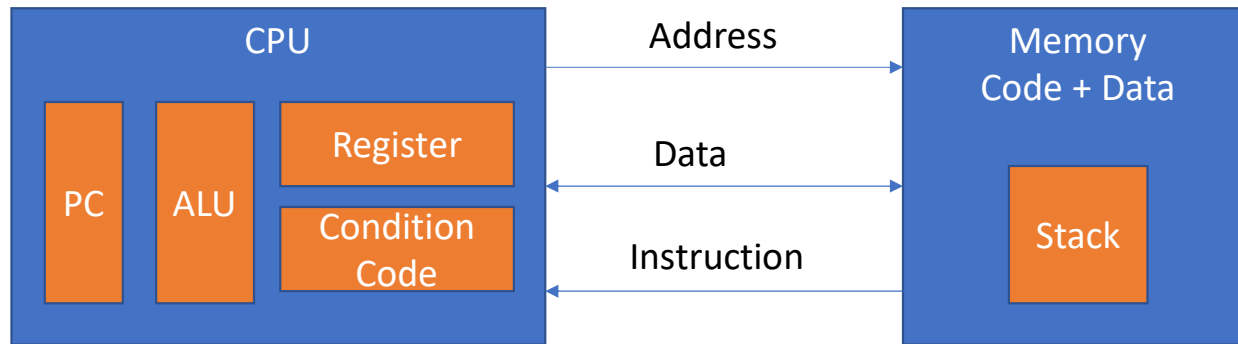 CPU
PC
ALU
Register
Condition
Code
Address
Data
Instruction
Memory
Code + Data
Stack